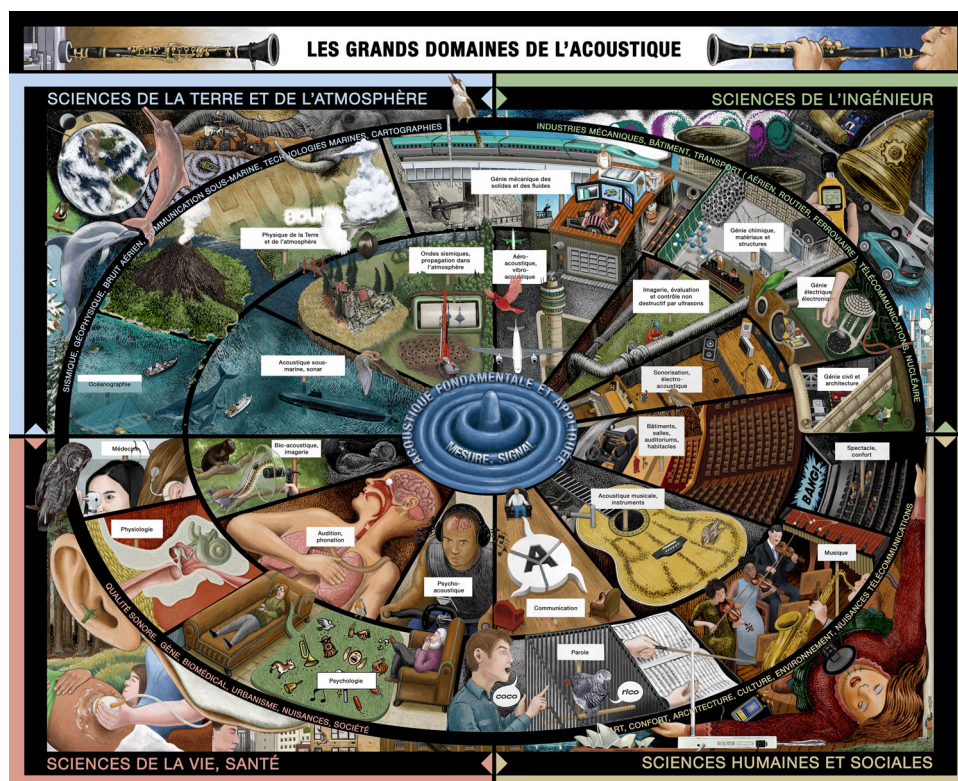 LES GRANDS DOMAINES DE L'ACOUSTIQUE
SCIENCES DE LA TERRE ET DE L'ATMOSPHÈRE
SCIENCES DE L'INGÉNIEUR
SISMIQUE, GÉOPHYSIQUE, BRUIT AÉRIEN, COMMUNICATION SOUS-MARINE, TECHNOLOGIES MARINES, CARTOGRAPHIES
INDUSTRIES MÉCANIQUES, BÂTIMENT, TRANSPORT (AÉRIEN, ROUTIER, FERROVIAIRE), TÉLÉCOMMUNICATIONS, NUCLÉAIRE
Génie mécanique des
solides et des fluides
Physique de la Terre
et de l'atmosphère
BOUM
Génie chimique,
matériaux et
structures
Ondes sismiques,
propagation dans
l'atmosphère
Aéro-
acoustique,
vibro-
acoustique
Imagerie, évaluation
et contrôle non
destructif par ultrasons
Génie
électrique
électronique
Océanographie
Acoustique sous-
marine, sonar
Sonorisation,
électro-
acoustique
Génie civil et
architecture
ACOUSTIQUE FONDAMENTALE ET APPLIQUÉE
MESURE, SIGNAL
Médecine
Bio-acoustique,
imagerie
Bâtiments,
salles,
auditoriums,
habitacles
Spectacle,
confort
BANG!
Physiologie
Audition,
phonation
Psycho-
acoustique
Acoustique musicale,
instruments
A
Communication
Musique
Psychologie
Parole
coco
rico
QUALITÉ SONORE, GÊNE, BIOMÉDICAL, URBANISME, NUISANCES, SOCIÉTÉ
ART, CONFORT, ARCHITECTURE, CULTURE, ENVIRONNEMENT, NUISANCES TÉLÉCOMMUNICATIONS
SCIENCES DE LA VIE, SANTÉ
SCIENCES HUMAINES ET SOCIALES